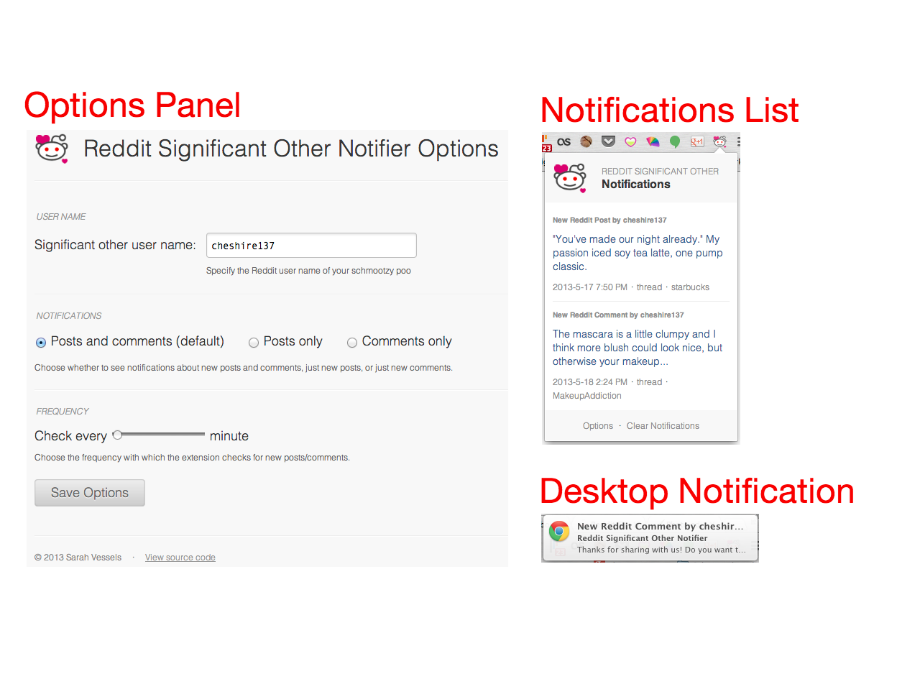 Options Panel
Reddit Significant Other Notifier Options
USER NAME
Significant other user name:
cheshire137
Specify the Reddit user name of your schmootzy poo
NOTIFICATIONS
Posts and comments (default)
Posts only
Comments only
Choose whether to see notifications about new posts and comments, just new posts, or just new comments.
FREQUENCY
Check every
minute
Choose the frequency with which the extension checks for new posts/comments.
Save Options
© 2013 Sarah Vessels · View source code
Notifications List
23
REDDIT SIGNIFICANT OTHER
Notifications
New Reddit Post by cheshire137
"You've made our night already." My
passion iced soy tea latte, one pump
classic.
2013-5-17 7:50 PM · thread · starbucks
New Reddit Comment by cheshire137
The mascara is a little clumpy and I
think more blush could look nice, but
otherwise your makeup...
2013-5-18 2:24 PM · thread ·
MakeupAddiction
Options · Clear Notifications
Desktop Notification
New Reddit Comment by cheshir...
Reddit Significant Other Notifier
Thanks for sharing with us! Do you want t...